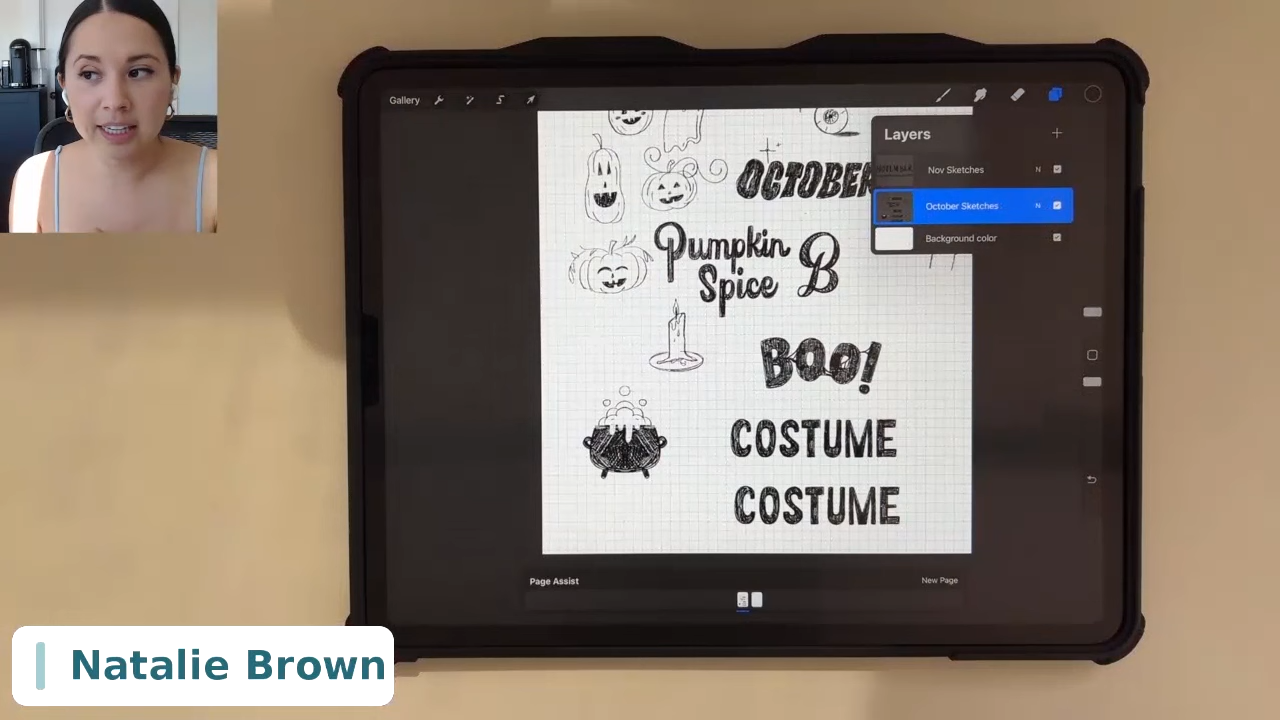 Gallery
Layers
Nov Sketches N
October Sketches N
Background color
OCTOBER
Pumpkin
Spice B
BOO!
COSTUME
COSTUME
Page Assist New Page
Natalie Brown